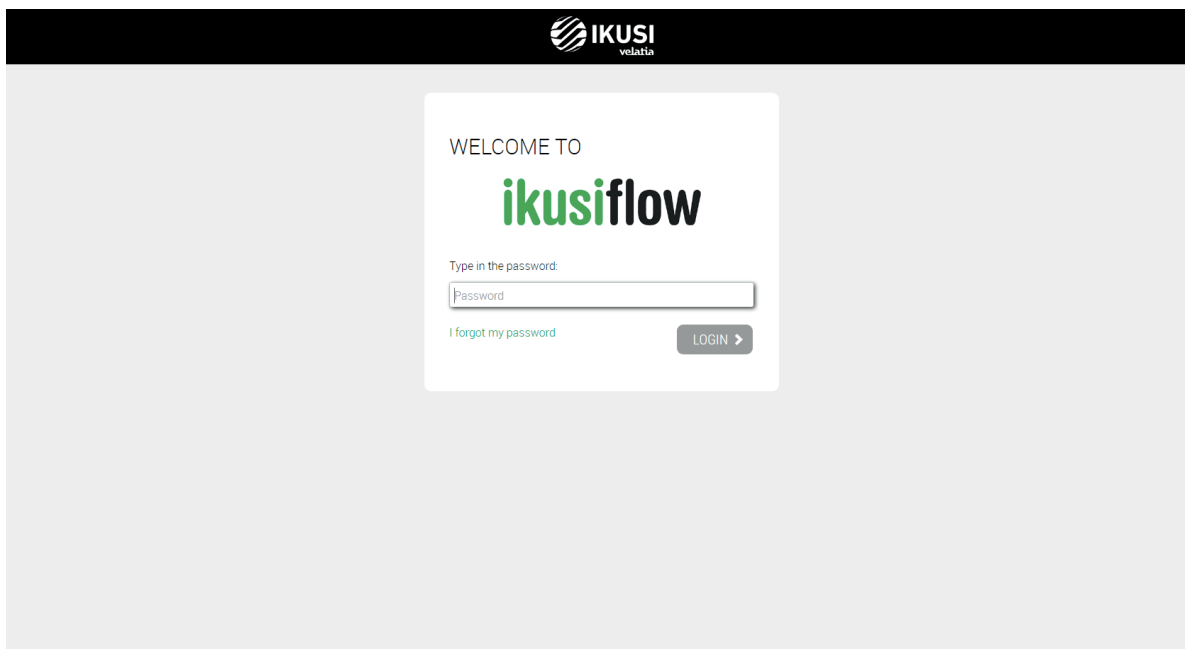 IKUSI
velatia
WELCOME TO
ikusiflow
Type in the password:
Password
I forgot my password
LOGIN